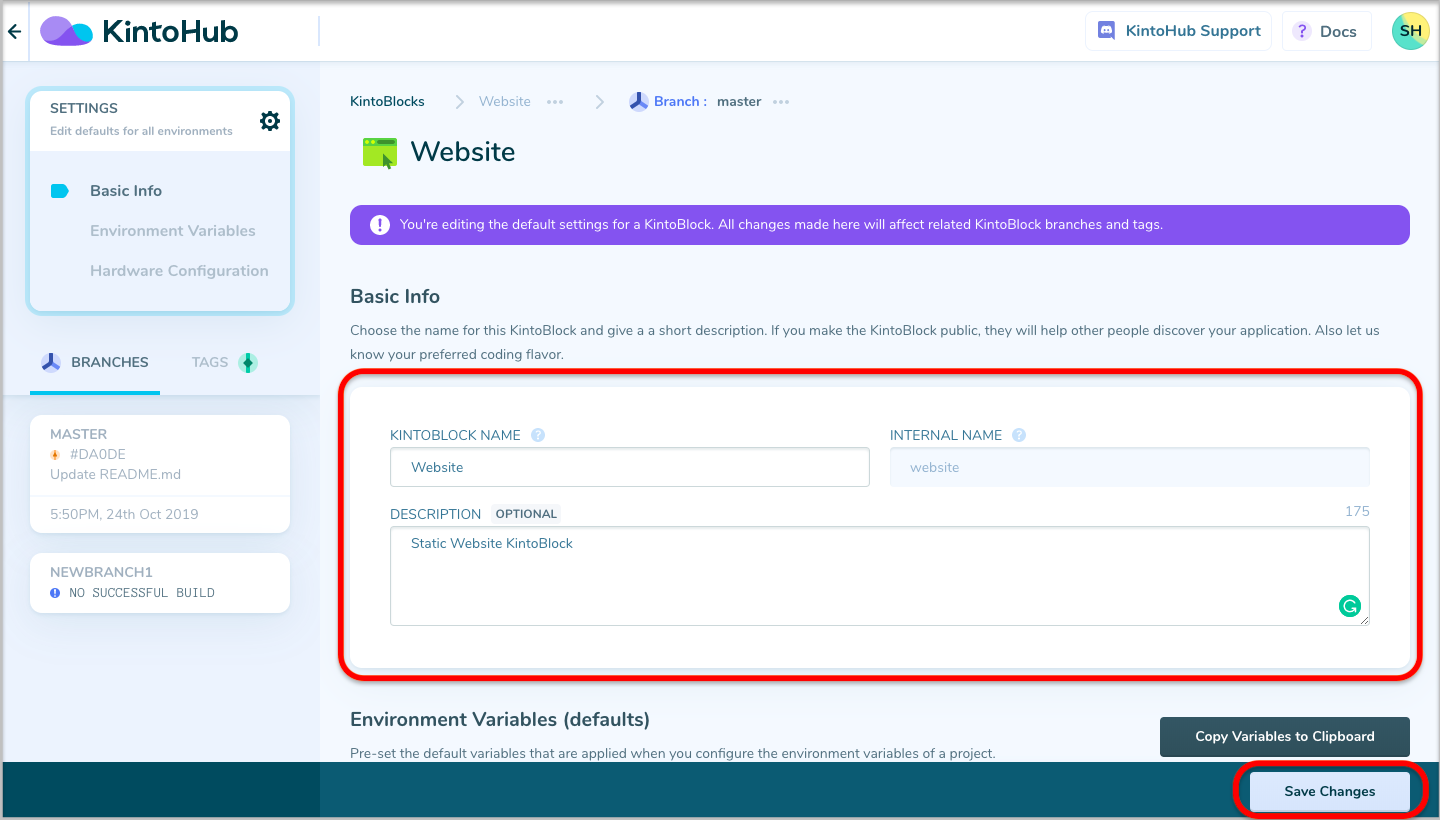 KintoHub
KintoHub Support
? Docs
SH
SETTINGS
Edit defaults for all environments
Basic Info
Environment Variables
Hardware Configuration
BRANCHES
TAGS
MASTER
#DA0DE
Update README.md
5:50PM, 24th Oct 2019
NEWBRANCH1
NO SUCCESSFUL BUILD
KintoBlocks
Website •••
Branch : master •••
Website
You're editing the default settings for a KintoBlock. All changes made here will affect related KintoBlock branches and tags.
Basic Info
Choose the name for this KintoBlock and give a a short description. If you make the KintoBlock public, they will help other people discover your application. Also let us
know your preferred coding flavor.
KINTOBLOCK NAME ?
Website
INTERNAL NAME ?
website
DESCRIPTION OPTIONAL
175
Static Website KintoBlock
Environment Variables (defaults)
Pre-set the default variables that are applied when you configure the environment variables of a project.
Copy Variables to Clipboard
Save Changes